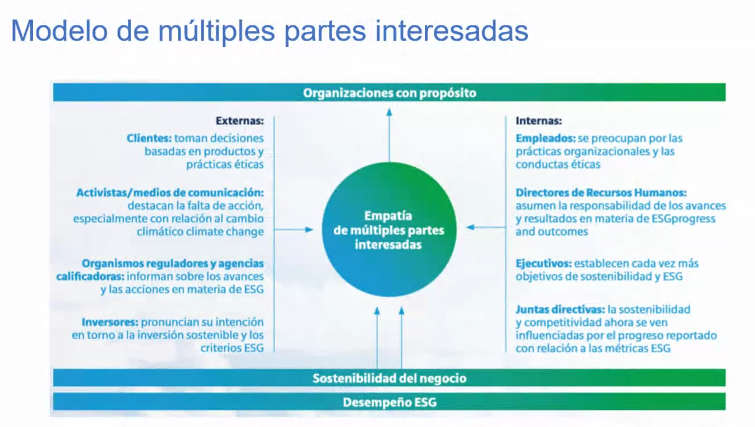 Modelo de múltiples partes interesadas
Organizaciones con propósito
Externas:
Clientes: toman decisiones
basadas en productos y
prácticas éticas
Activistas/medios de comunicación:
destacan la falta de acción,
especialmente con relación al cambio
climático climate change
Organismos reguladores y agencias
calificadoras: informan sobre los avances
y las acciones en materia de ESG
Inversores: pronuncian su intención
en torno a la inversión sostenible y los
criterios ESG
Empatía
de múltiples partes
interesadas
Internas:
Empleados: se preocupan por las
prácticas organizacionales y las
conductas éticas
Directores de Recursos Humanos:
asumen la responsabilidad de los avances
y resultados en materia de ESGprogress
and outcomes
Ejecutivos: establecen cada vez más
objetivos de sostenibilidad y ESG
Juntas directivas: la sostenibilidad
y competitividad ahora se ven
influenciadas por el progreso reportado
con relación a las métricas ESG
Sostenibilidad del negocio
Desempeño ESG